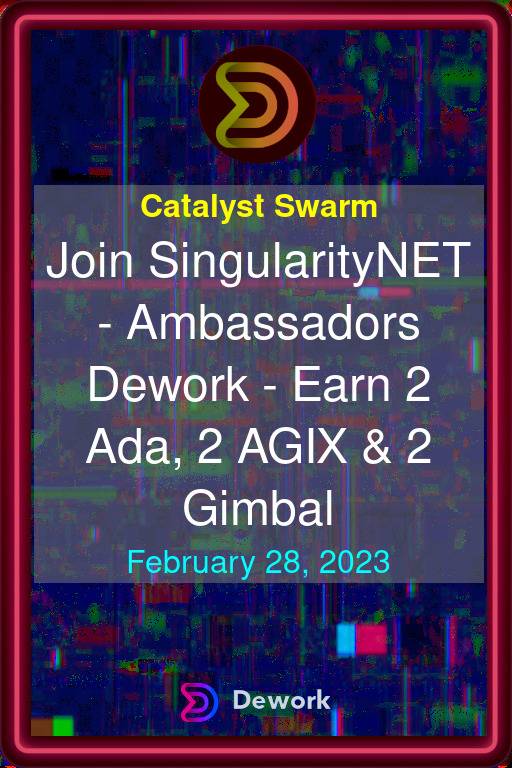 Catalyst Swarm
Join SingularityNET
- Ambassadors
Dework - Earn 2
Ada, 2 AGIX & 2
Gimbal
February 28, 2023
Dework